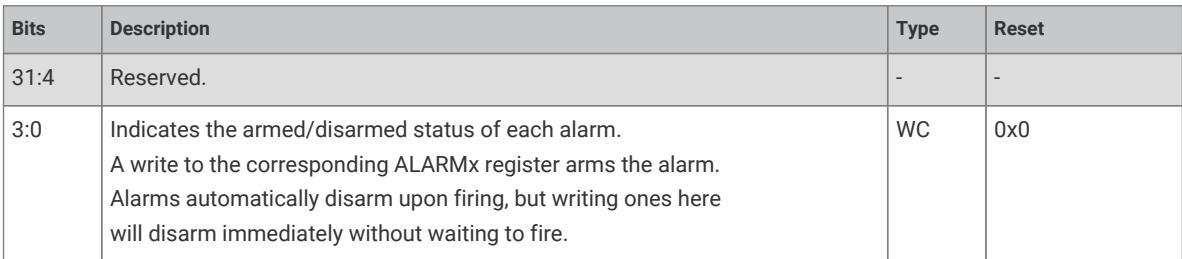 Bits Description Type Reset
31:4 Reserved. - -
3:0 Indicates the armed/disarmed status of each alarm. WC 0x0
A write to the corresponding ALARMx register arms the alarm.
Alarms automatically disarm upon firing, but writing ones here
will disarm immediately without waiting to fire.